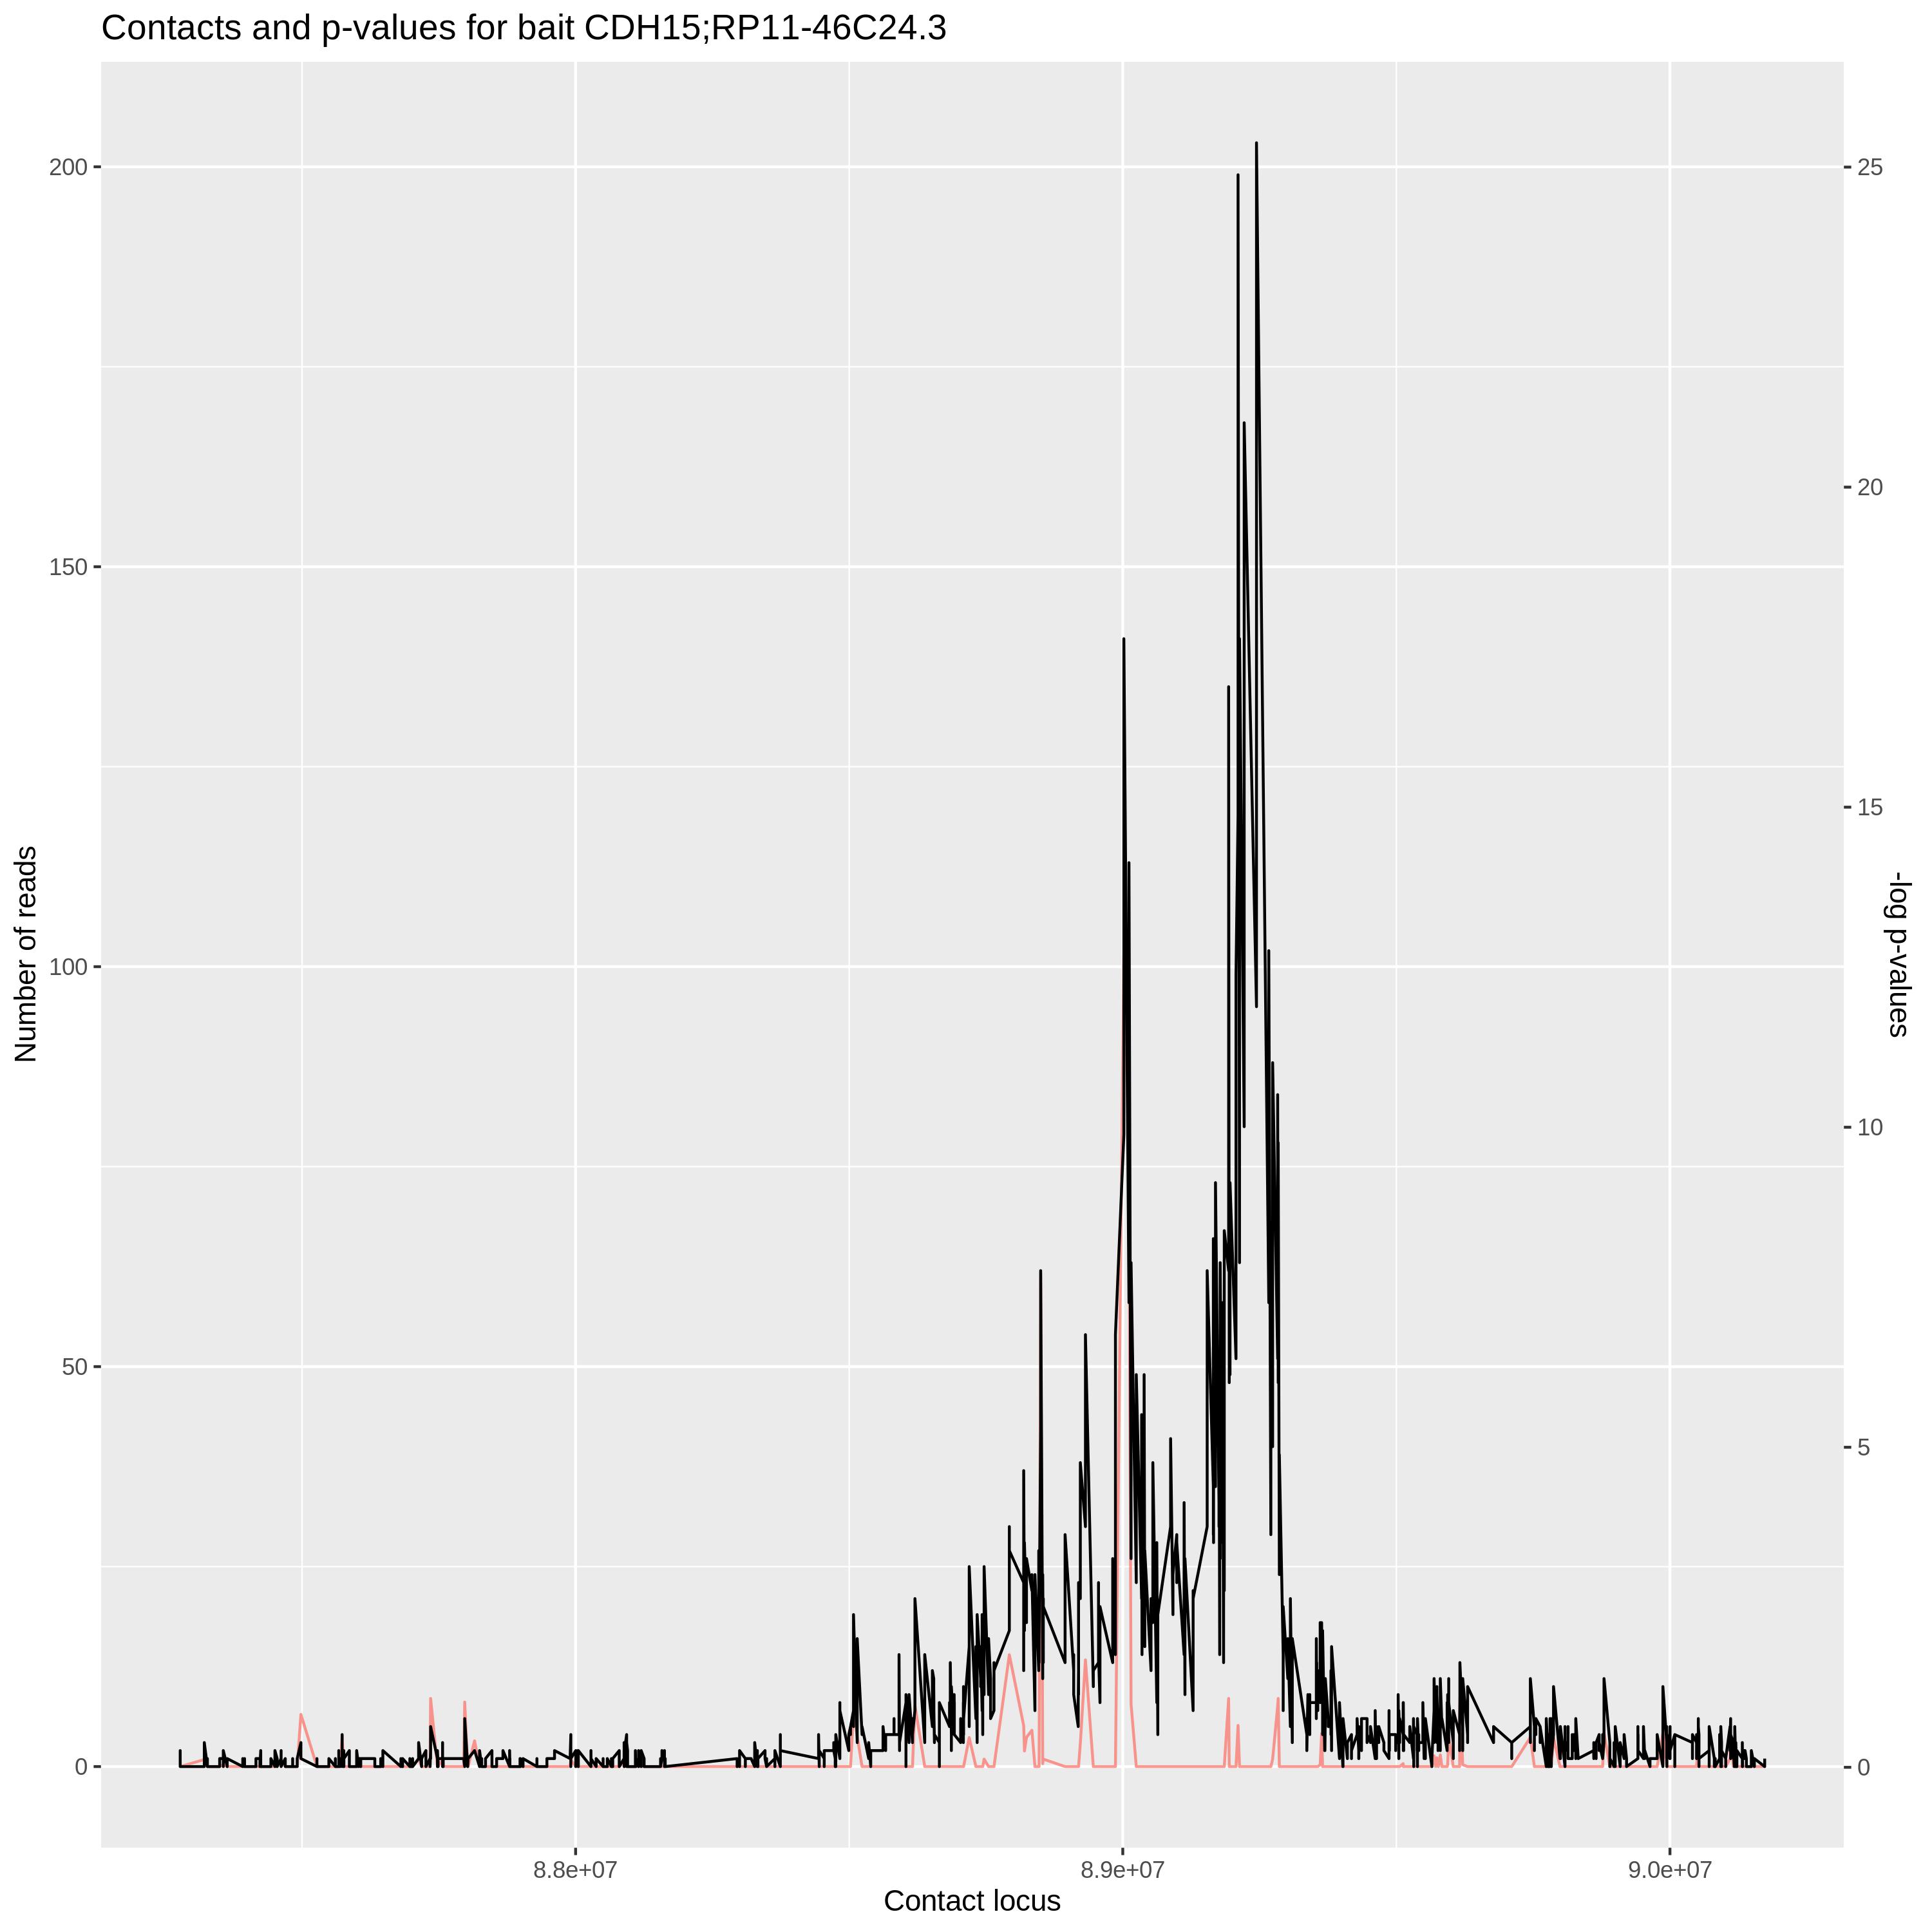 Contacts and p-values for bait CDH15;RP11-46C24.3
200
150
100
50
0
Number of reads
25
20
15
10
5
0
-log p-values
8.8e+07
8.9e+07
9.0e+07
Contact locus